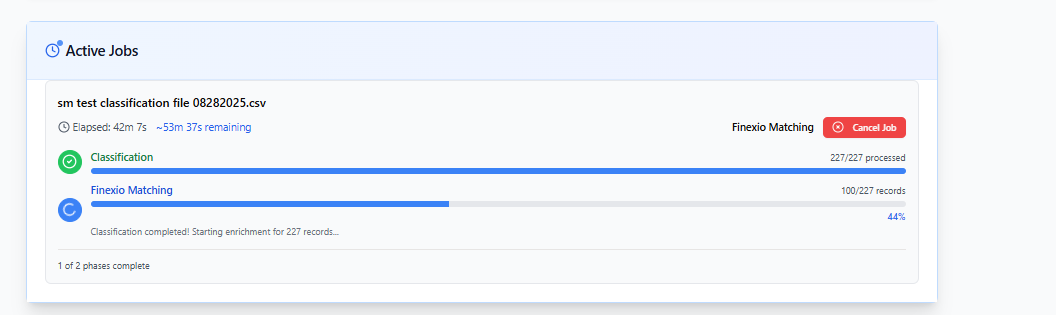 Active Jobs
sm test classification file 08282025.csv
Elapsed: 42m 7s ~53m 37s remaining Finexio Matching Cancel Job
Classification 227/227 processed
Finexio Matching 100/227 records
44%
Classification completed! Starting enrichment for 227 records...
1 of 2 phases complete